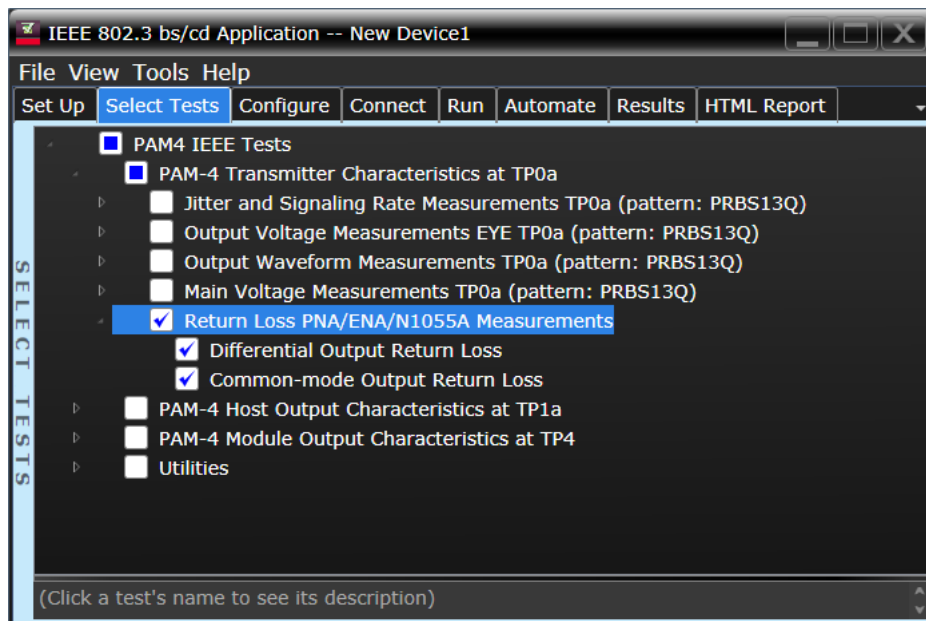 IEEE 802.3 bs/cd Application -- New Device1
File View Tools Help
Set Up Select Tests Configure Connect Run Automate Results HTML Report
SELECT TESTS
PAM4 IEEE Tests
PAM-4 Transmitter Characteristics at TP0a
Jitter and Signaling Rate Measurements TP0a (pattern: PRBS13Q)
Output Voltage Measurements EYE TP0a (pattern: PRBS13Q)
Output Waveform Measurements TP0a (pattern: PRBS13Q)
Main Voltage Measurements TP0a (pattern: PRBS13Q)
Return Loss PNA/ENA/N1055A Measurements
Differential Output Return Loss
Common-mode Output Return Loss
PAM-4 Host Output Characteristics at TP1a
PAM-4 Module Output Characteristics at TP4
Utilities
(Click a test's name to see its description)